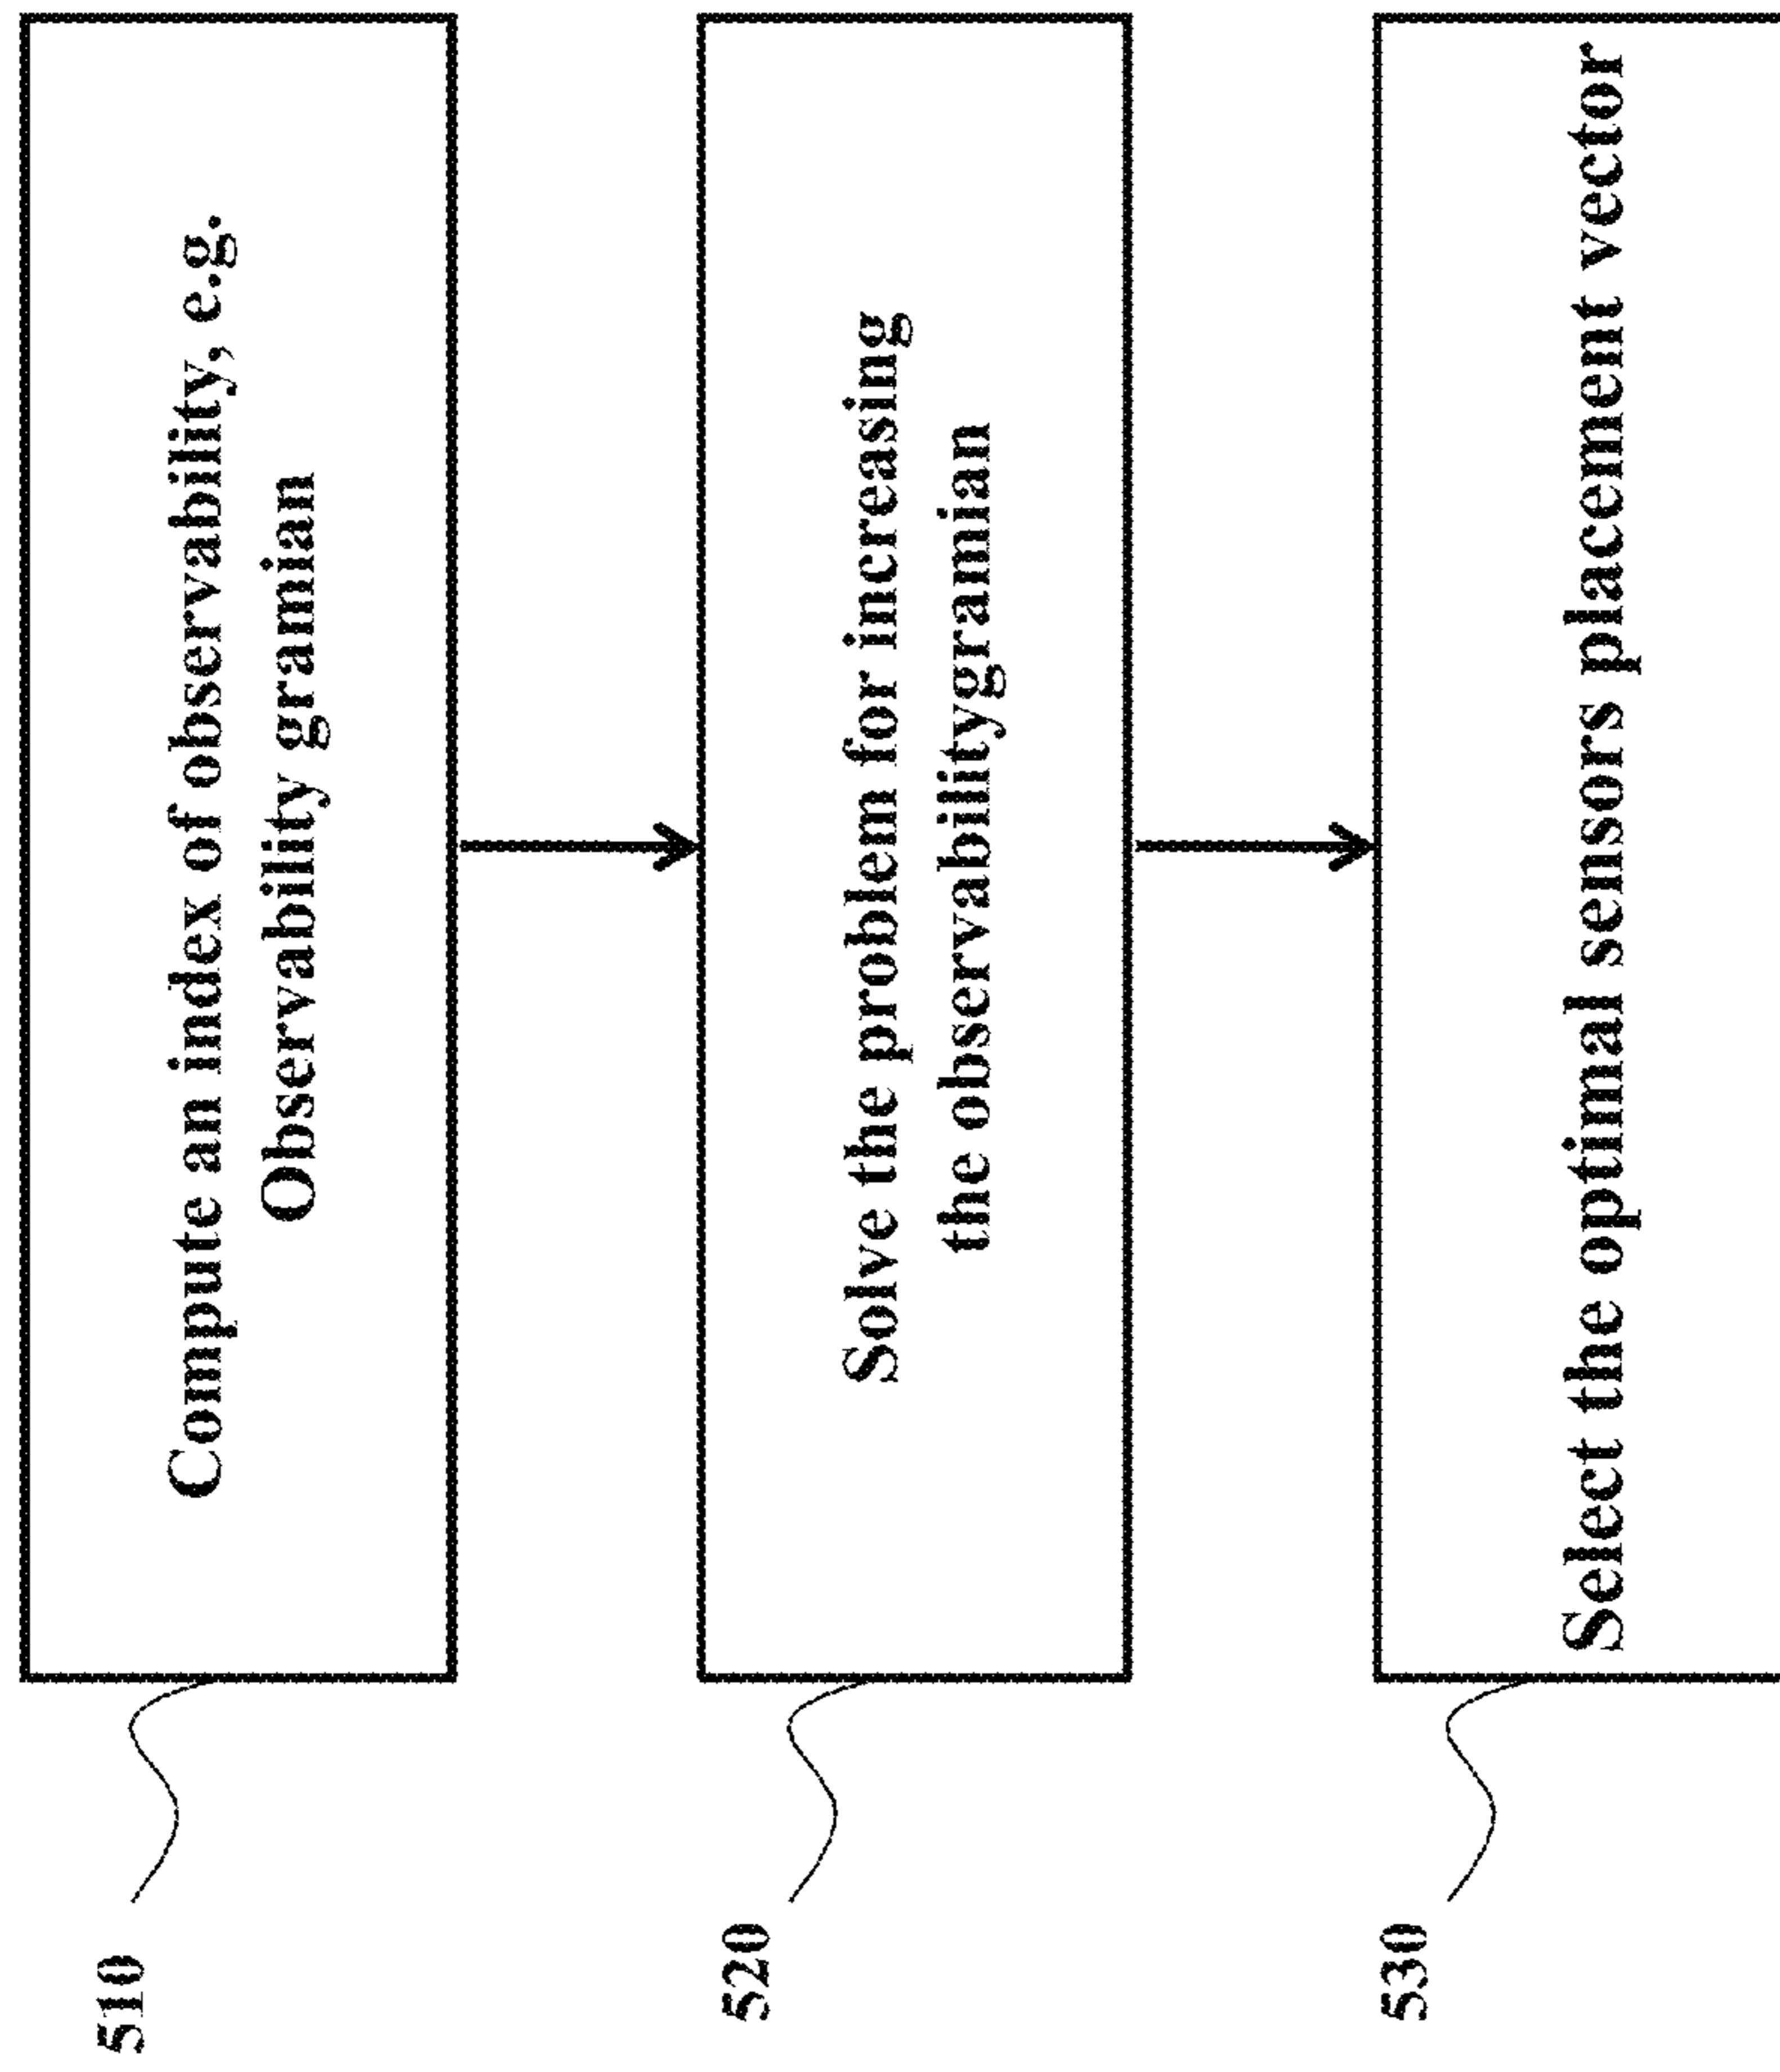 510
Compute an index of observability, e.g.
Observability gramian
520
Solve the problem for increasing
the observabilitygramian
530
Select the optimal sensors placement vector